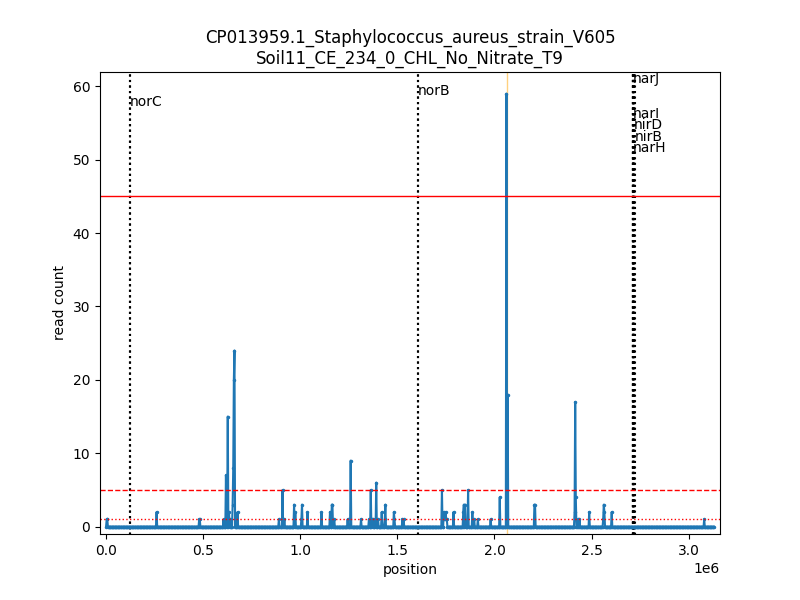 CP013959.1_Staphylococcus_aureus_strain_V605
Soil11_CE_234_0_CHL_No_Nitrate_T9
read count
60
50
40
30
20
10
0
norC
norB
narJ
narI
nirD
nirB
narH
0.0 0.5 1.0 1.5 2.0 2.5 3.0
1e6
position